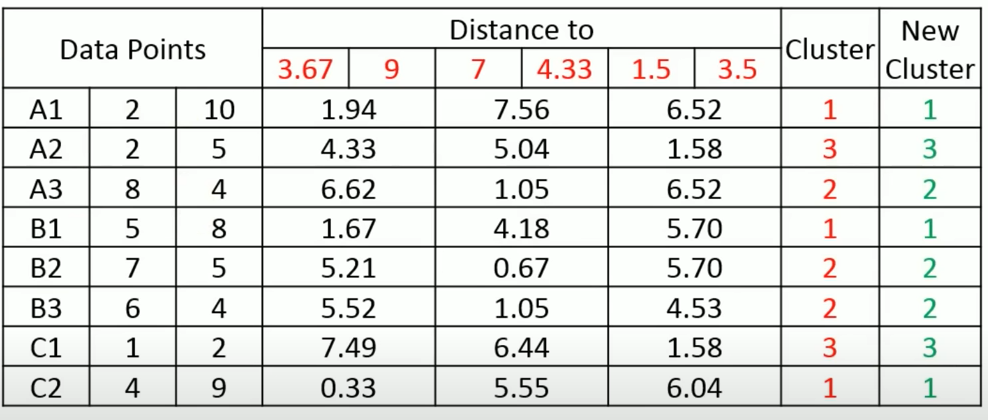 Data Points Distance to Cluster New Cluster
3.67 9 7 4.33 1.5 3.5
A1 2 10 1.94 7.56 6.52 1 1
A2 2 5 4.33 5.04 1.58 3 3
A3 8 4 6.62 1.05 6.52 2 2
B1 5 8 1.67 4.18 5.70 1 1
B2 7 5 5.21 0.67 5.70 2 2
B3 6 4 5.52 1.05 4.53 2 2
C1 1 2 7.49 6.44 1.58 3 3
C2 4 9 0.33 5.55 6.04 1 1